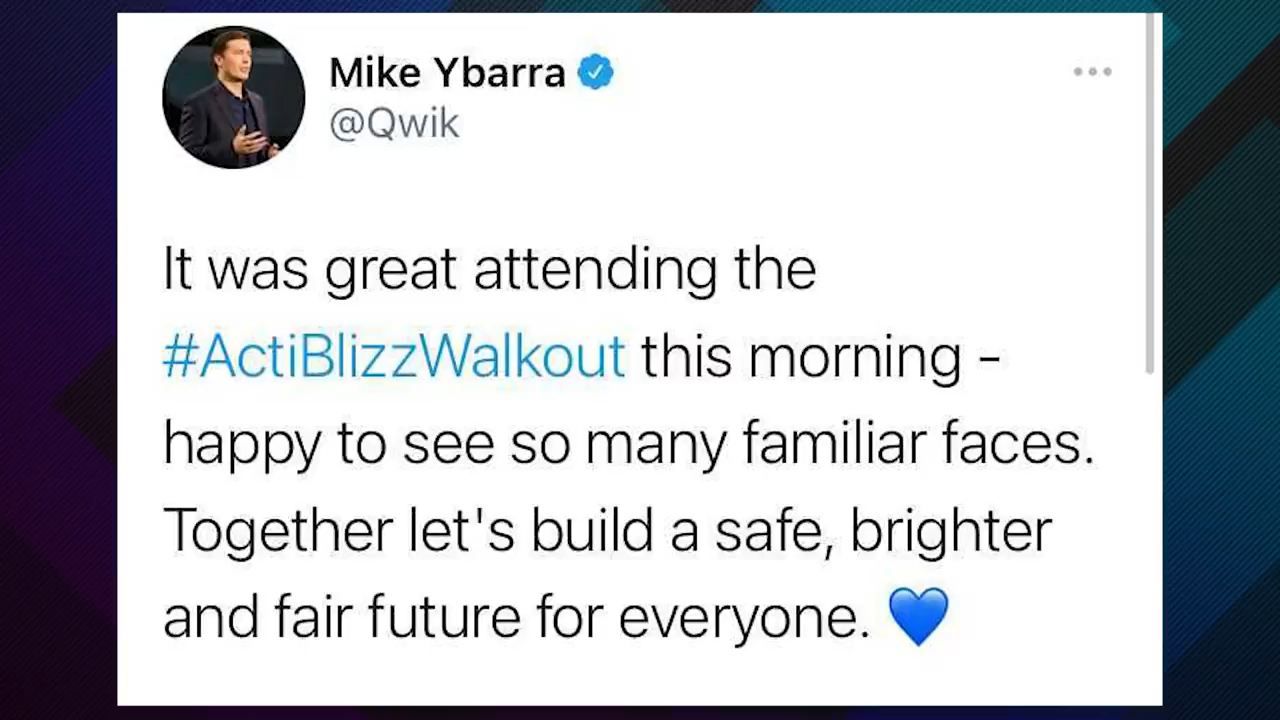 Mike Ybarra
@Qwik
It was great attending the
#ActiBlizzWalkout this morning -
happy to see so many familiar faces.
Together let's build a safe, brighter
and fair future for everyone. 💙